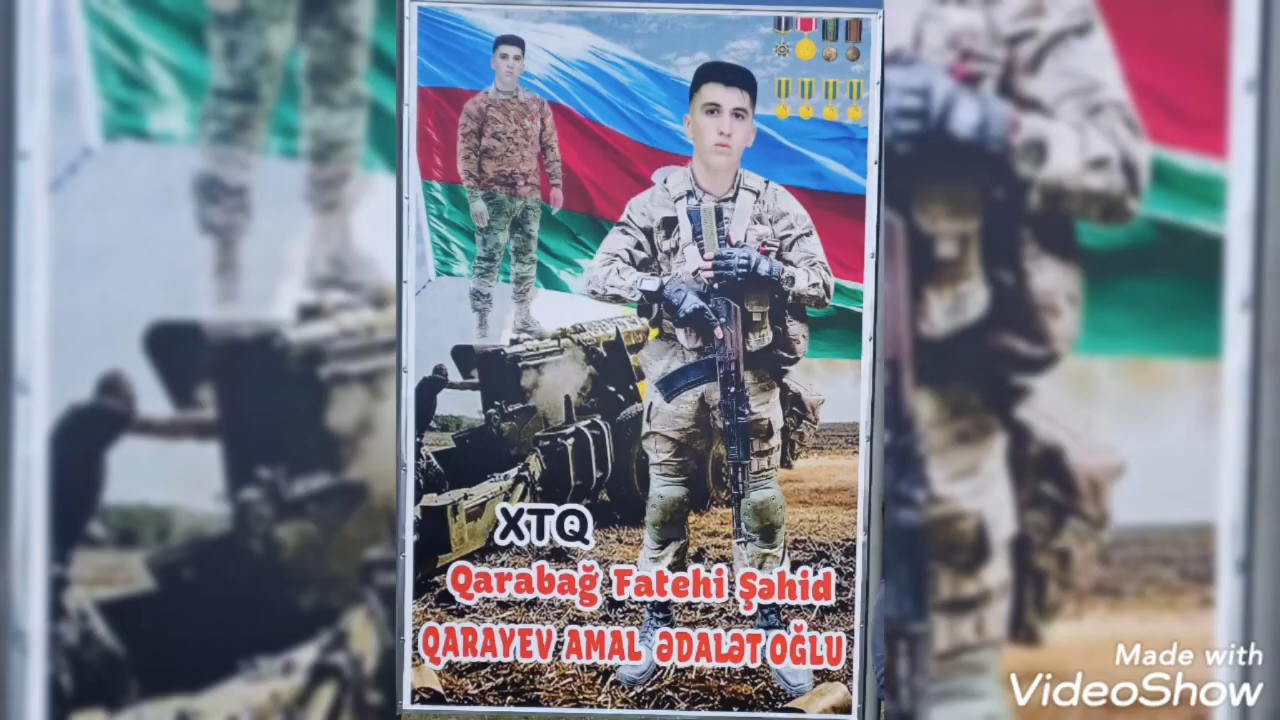 XTQ
Qarabağ Fatehi Şəhid
QARAYEV AMAL ƏDALƏT OĞLU
Made with
VideoShow